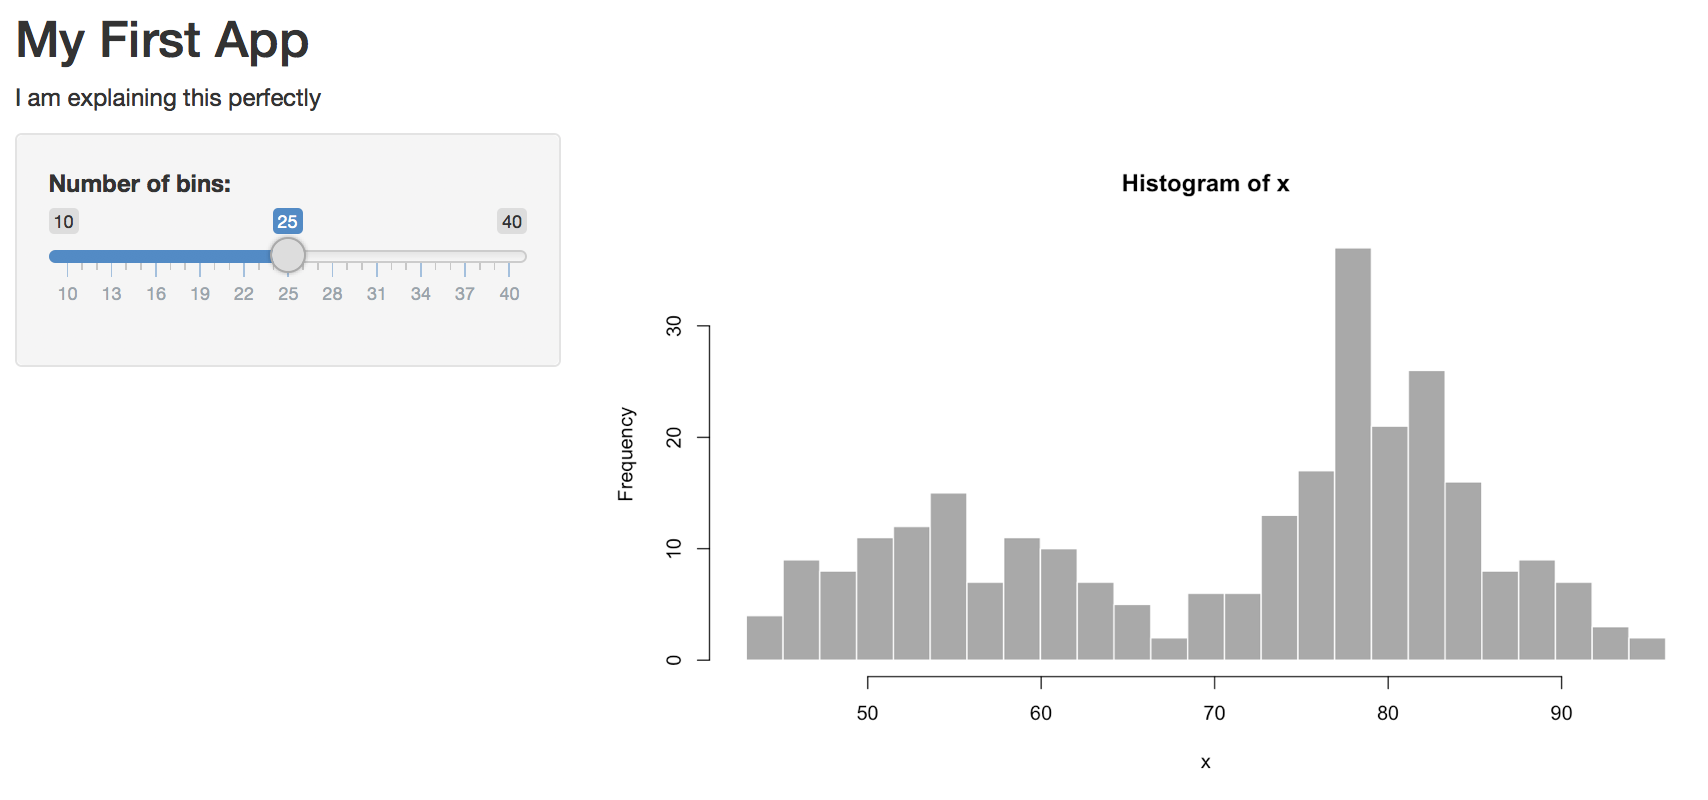 My First App
I am explaining this perfectly
Number of bins:
10 25 40
10 13 16 19 22 25 28 31 34 37 40
Histogram of x
Frequency
30
20
10
0
50 60 70 80 90
x